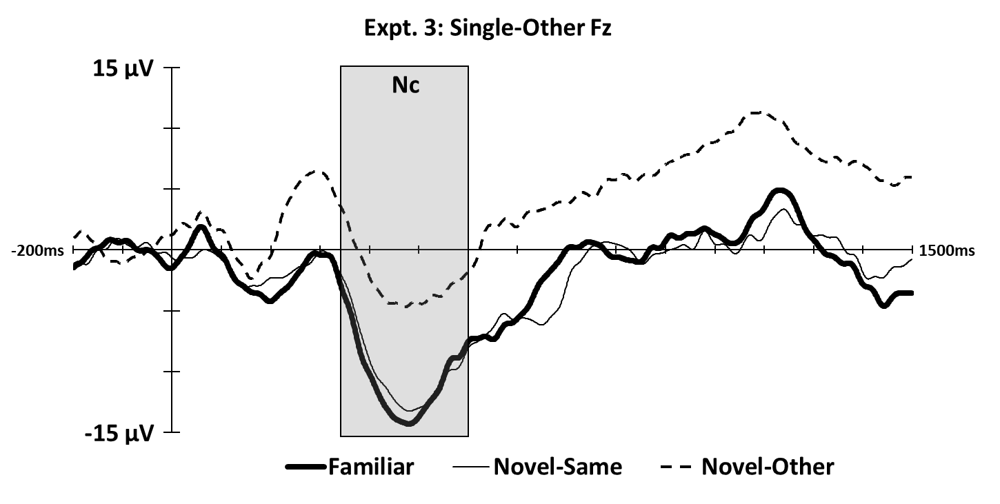 Expt. 3: Single-Other Fz
15 µV
Nc
-200ms
1500ms
-15 µV
Familiar Novel-Same Novel-Other